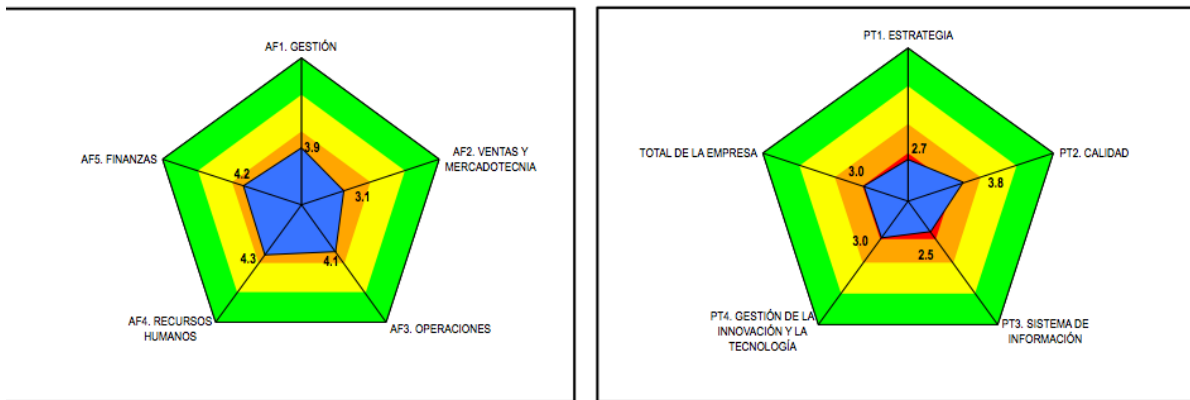 AF1. GESTIÓN
3.9
AF2. VENTAS Y
MERCADOTECNIA
3.1
AF3. OPERACIONES
4.1
AF4. RECURSOS
HUMANOS
4.3
AF5. FINANZAS
4.2
PT1. ESTRATEGIA
2.7
PT2. CALIDAD
3.8
PT3. SISTEMA DE
INFORMACIÓN
2.5
PT4. GESTIÓN DE LA
INNOVACIÓN Y LA
TECNOLOGÍA
3.0
TOTAL DE LA EMPRESA
3.0